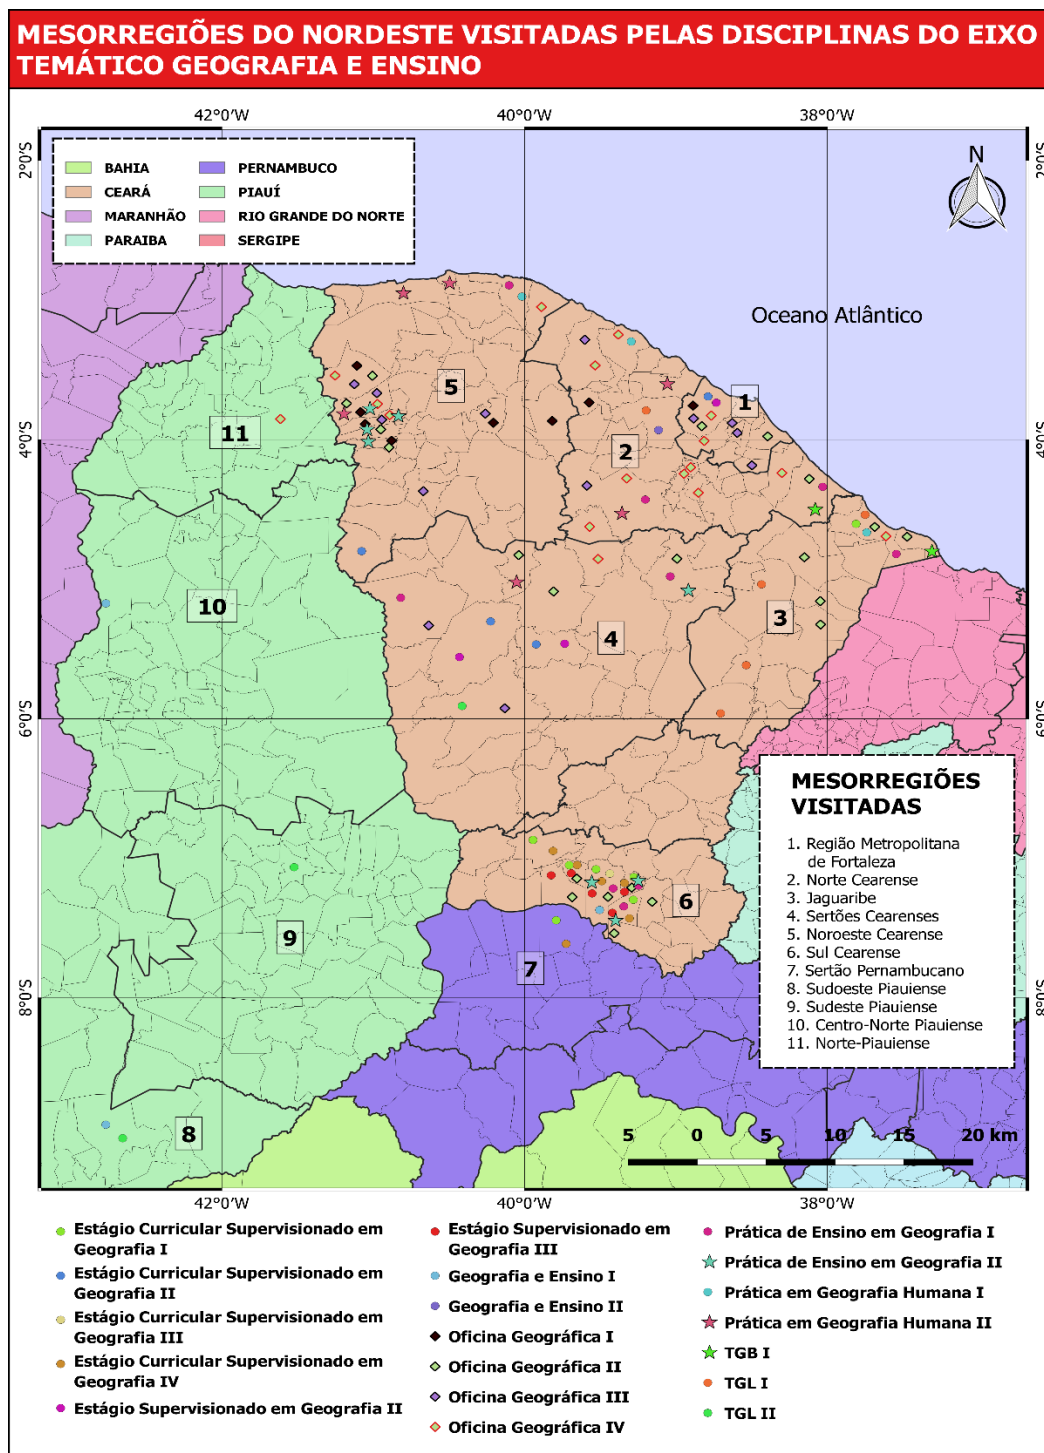 MESORREGIÕES DO NORDESTE VISITADAS PELAS DISCIPLINAS DO EIXO
TEMÁTICO GEOGRAFIA E ENSINO
42°0'W 40°0'W 38°0'W
2°0'S 2°0'S
BAHIA PERNAMBUCO
CEARÁ PIAUÍ
MARANHÃO RIO GRANDE DO NORTE
PARAIBA SERGIPE
N
Oceano Atlântico
5
1
11
4°0'S 4°0'S
2
10
3
4
6°0'S 6°0'S
MESORREGIÕES
VISITADAS
1. Região Metropolitana
de Fortaleza
2. Norte Cearense
3. Jaguaribe
4. Sertões Cearenses
5. Noroeste Cearense
6. Sul Cearense
7. Sertão Pernambucano
8. Sudoeste Piauiense
9. Sudeste Piauiense
10. Centro-Norte Piauiense
11. Norte-Piauiense
6
9
7
8°0'S 8°0'S
8
5 0 5 10 15 20 km
42°0'W 40°0'W 38°0'W
Estágio Curricular Supervisionado em
Geografia I
Estágio Curricular Supervisionado em
Geografia II
Estágio Curricular Supervisionado em
Geografia III
Estágio Curricular Supervisionado em
Geografia IV
Estágio Supervisionado em Geografia II
Estágio Supervisionado em
Geografia III
Geografia e Ensino I
Geografia e Ensino II
Oficina Geográfica I
Oficina Geográfica II
Oficina Geográfica III
Oficina Geográfica IV
Prática de Ensino em Geografia I
Prática de Ensino em Geografia II
Prática em Geografia Humana I
Prática em Geografia Humana II
TGB I
TGL I
TGL II